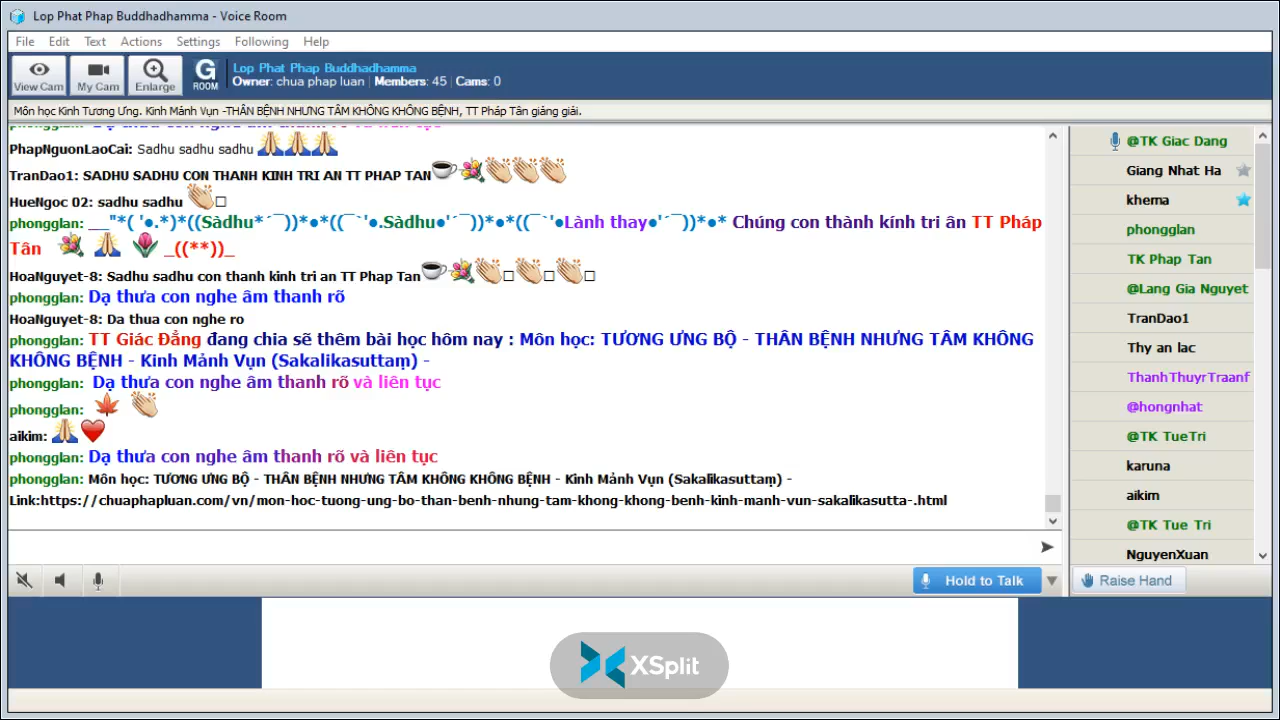 Lop Phat Phap Buddhadhamma - Voice Room
File Edit Text Actions Settings Following Help
View Cam My Cam Enlarge G ROOM
Lop Phat Phap Buddhadhamma
Owner: chua phap luan | Members: 45 | Cams: 0
Môn học Kinh Tương Ưng. Kinh Mảnh Vụn -THÂN BỆNH NHƯNG TÂM KHÔNG KHÔNG BỆNH, TT Pháp Tân giảng giải.
PhapNguonLaoCai: Sadhu sadhu sadhu
TranDao1: SADHU SADHU CON THANH KINH TRI AN TT PHAP TAN
HueNgoc 02: sadhu sadhu
phongglan: __"*( '●.*)*((Sàdhu*´¯))*●*((¯`'●.Sàdhu●'´¯))*●*((¯`'●Lành thay●'´¯))*●* Chúng con thành kính tri ân TT Pháp
Tân _((**))_
HoaNguyet-8: Sadhu sadhu con thanh kinh tri an TT Phap Tan
phongglan: Dạ thưa con nghe âm thanh rõ
HoaNguyet-8: Da thua con nghe ro
phongglan: TT Giác Đẳng đang chia sẽ thêm bài học hôm nay : Môn học: TƯƠNG ƯNG BỘ - THÂN BỆNH NHƯNG TÂM KHÔNG
KHÔNG BỆNH - Kinh Mảnh Vụn (Sakalikasuttaṃ) -
phongglan: Dạ thưa con nghe âm thanh rõ và liên tục
phongglan:
aikim:
phongglan: Dạ thưa con nghe âm thanh rõ và liên tục
phongglan: Môn học: TƯƠNG ƯNG BỘ - THÂN BỆNH NHƯNG TÂM KHÔNG KHÔNG BỆNH - Kinh Mảnh Vụn (Sakalikasuttaṃ) -
Link:https://chuaphapluan.com/vn/mon-hoc-tuong-ung-bo-than-benh-nhung-tam-khong-khong-benh-kinh-manh-vun-sakalikasutta-.html
@TK Giac Dang
Giang Nhat Ha
khema
phongglan
TK Phap Tan
@Lang Gia Nguyet
TranDao1
Thy an lac
ThanhThuyrTraanf
@hongnhat
@TK TueTri
karuna
aikim
@TK Tue Tri
NguyenXuan
Hold to Talk
Raise Hand
XSplit